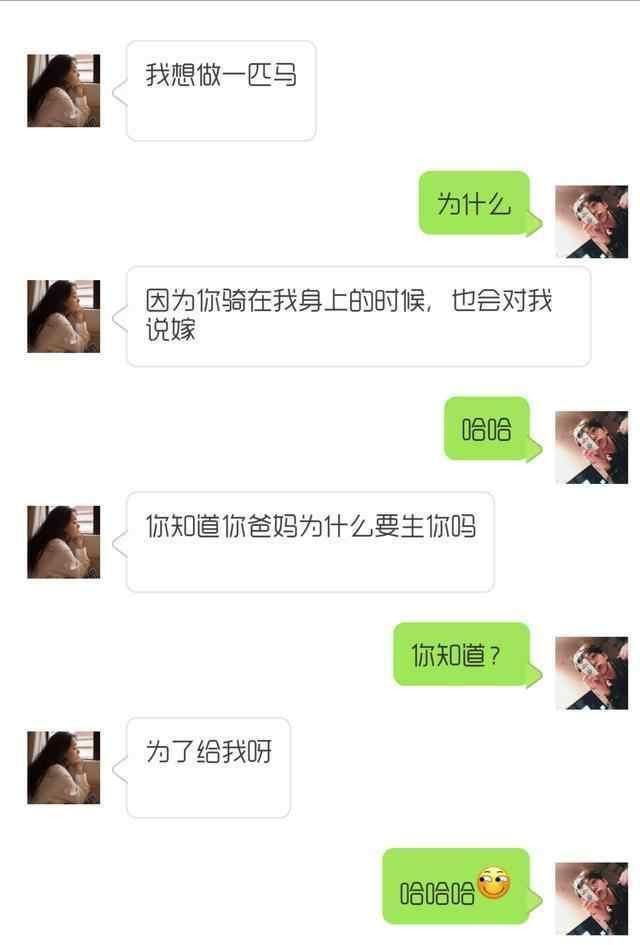 我想做一匹马
为什么
因为你骑在我身上的时候，也会对我
说嫁
哈哈
你知道你爸妈为什么要生你吗
你知道？
为了给我呀
哈哈哈